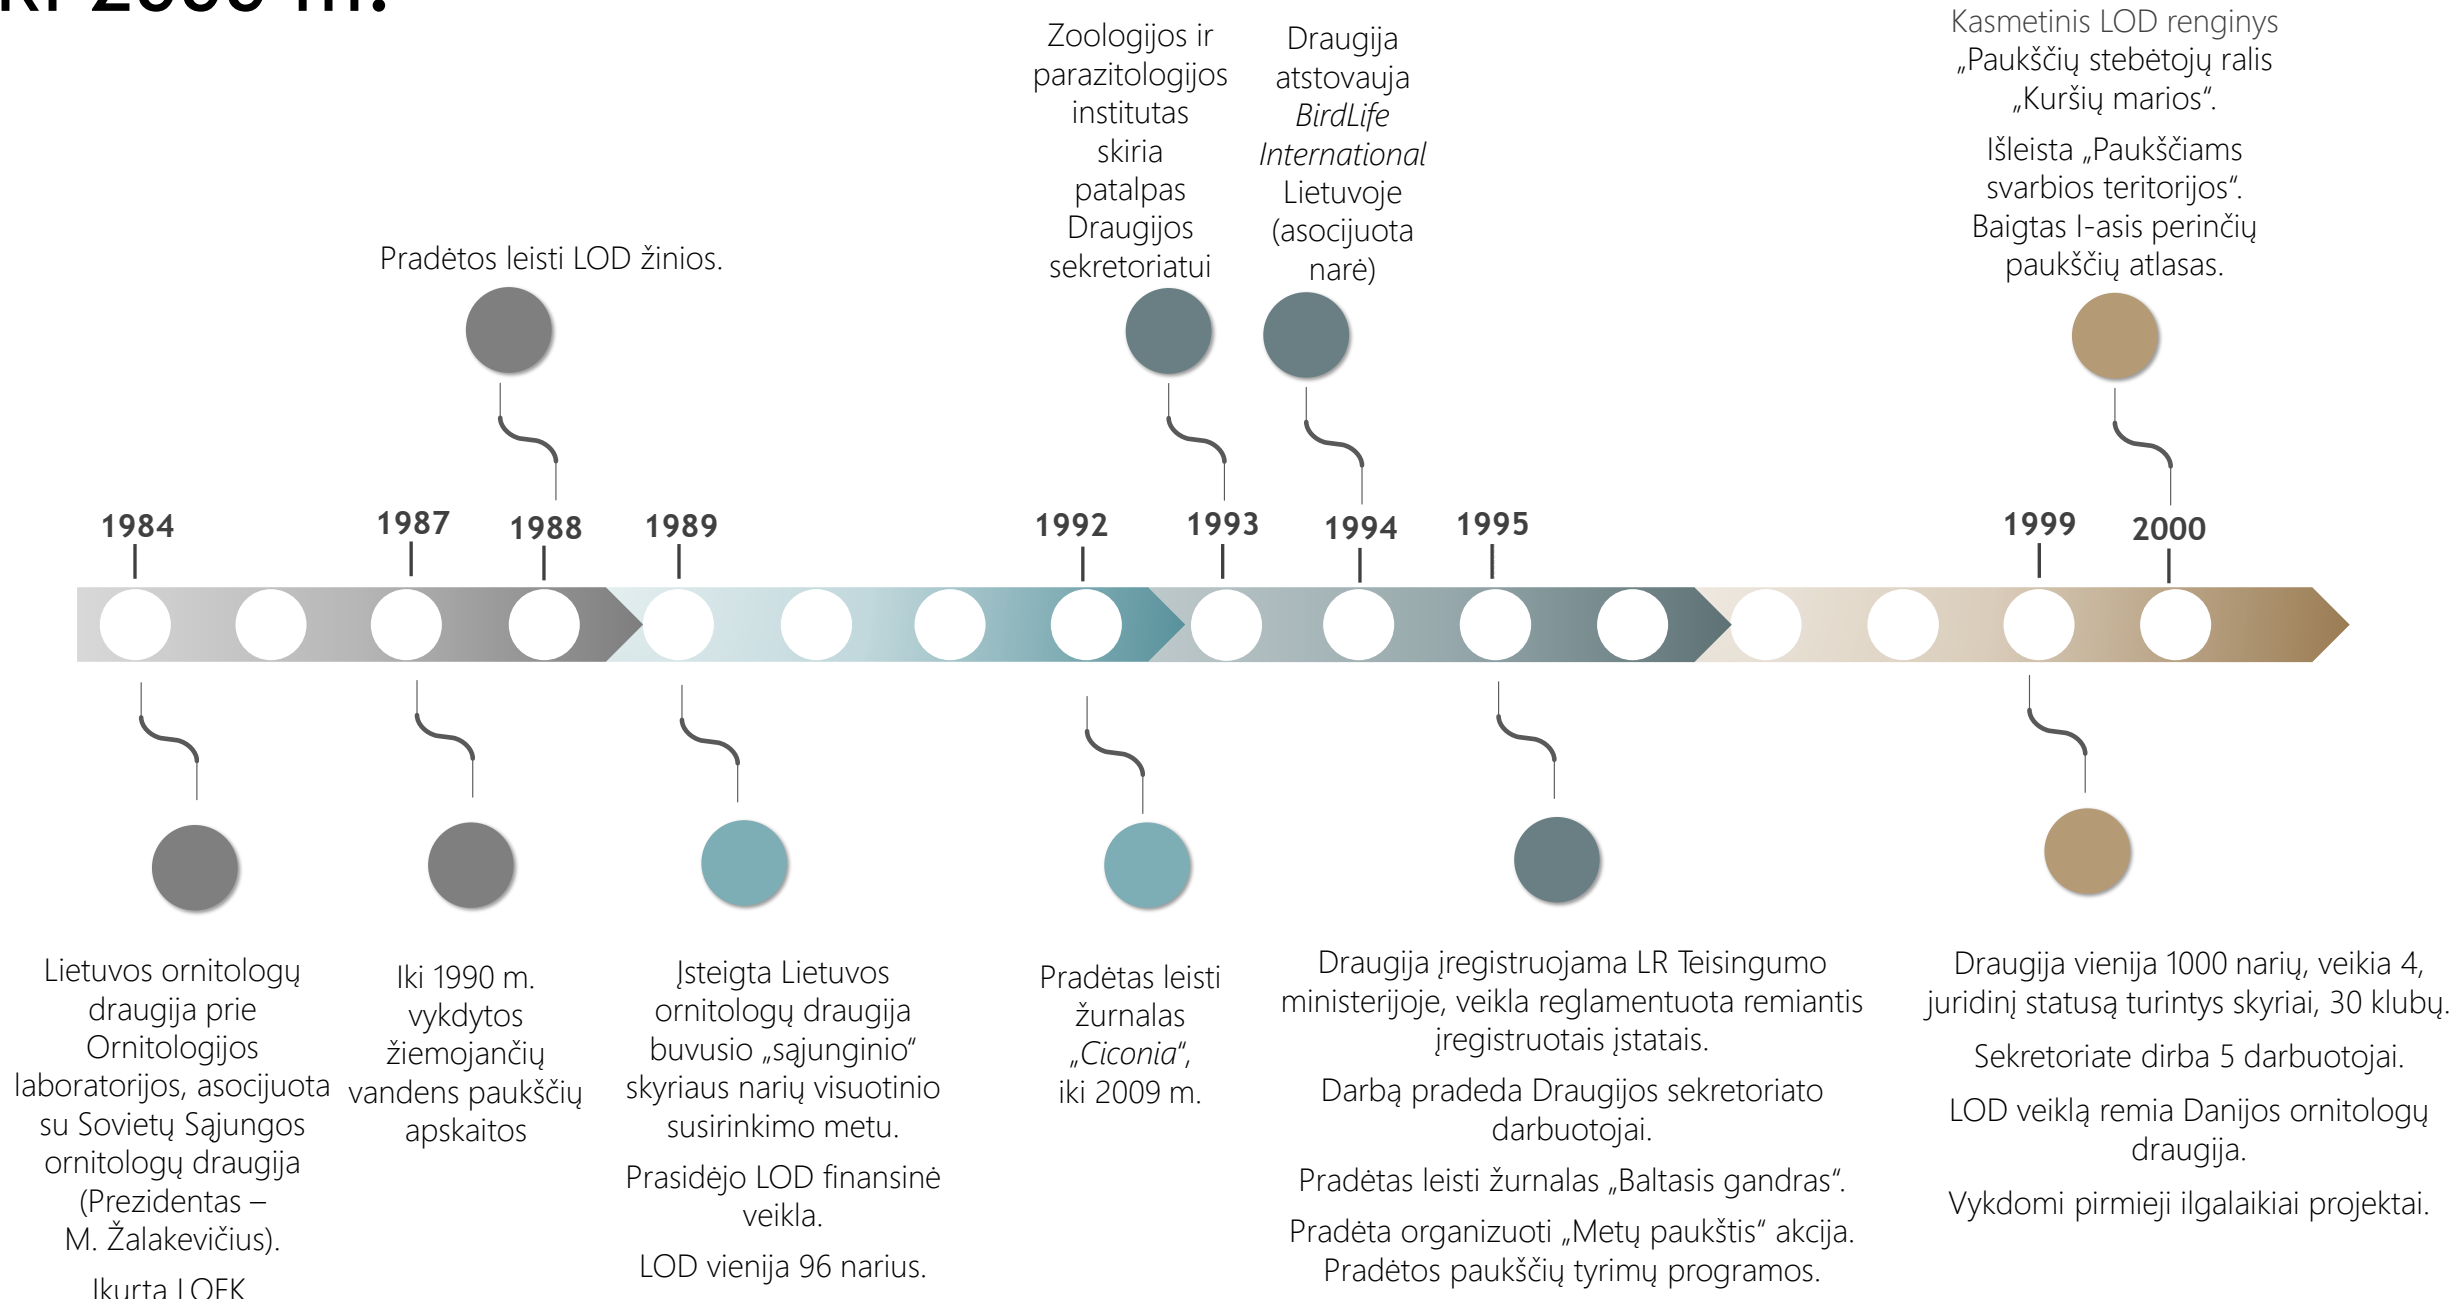 2000 m.
Pradėtos leisti LOD žinios.
Zoologijos ir
parazitologijos
institutas
skiria
patalpas
Draugijos
sekretoriatui
Draugija
atstovauja
BirdLife
International
Lietuvoje
(asocijuota
narė)
Kasmetinis LOD renginys
„Paukščių stebėtojų ralis
„Kuršių marios“.
Išleista „Paukščiams
svarbios teritorijos“.
Baigtas I-asis perinčių
paukščių atlasas.
1984
1987
1988
1989
1992
1993
1994
1995
1999
2000
Lietuvos ornitologų
draugija prie
Ornitologijos
laboratorijos, asocijuota
su Sovietų Sąjungos
ornitologų draugija
(Prezidentas –
M. Žalakevičius).
Įkurta LOFK
Iki 1990 m.
vykdytos
žiemojančių
vandens paukščių
apskaitos
Įsteigta Lietuvos
ornitologų draugija
buvusio „sąjunginio“
skyriaus narių visuotinio
susirinkimo metu.
Prasidėjo LOD finansinė
veikla.
LOD vienija 96 narius.
Pradėtas leisti
žurnalas
„Ciconia“,
iki 2009 m.
Draugija įregistruojama LR Teisingumo
ministerijoje, veikla reglamentuota remiantis
įregistruotais įstatais.
Darbą pradeda Draugijos sekretoriato
darbuotojai.
Pradėtas leisti žurnalas „Baltasis gandras“.
Pradėta organizuoti „Metų paukštis“ akcija.
Pradėtos paukščių tyrimų programos.
Draugija vienija 1000 narių, veikia 4,
juridinį statusą turintys skyriai, 30 klubų.
Sekretoriate dirba 5 darbuotojai.
LOD veiklą remia Danijos ornitologų
draugija.
Vykdomi pirmieji ilgalaikiai projektai.